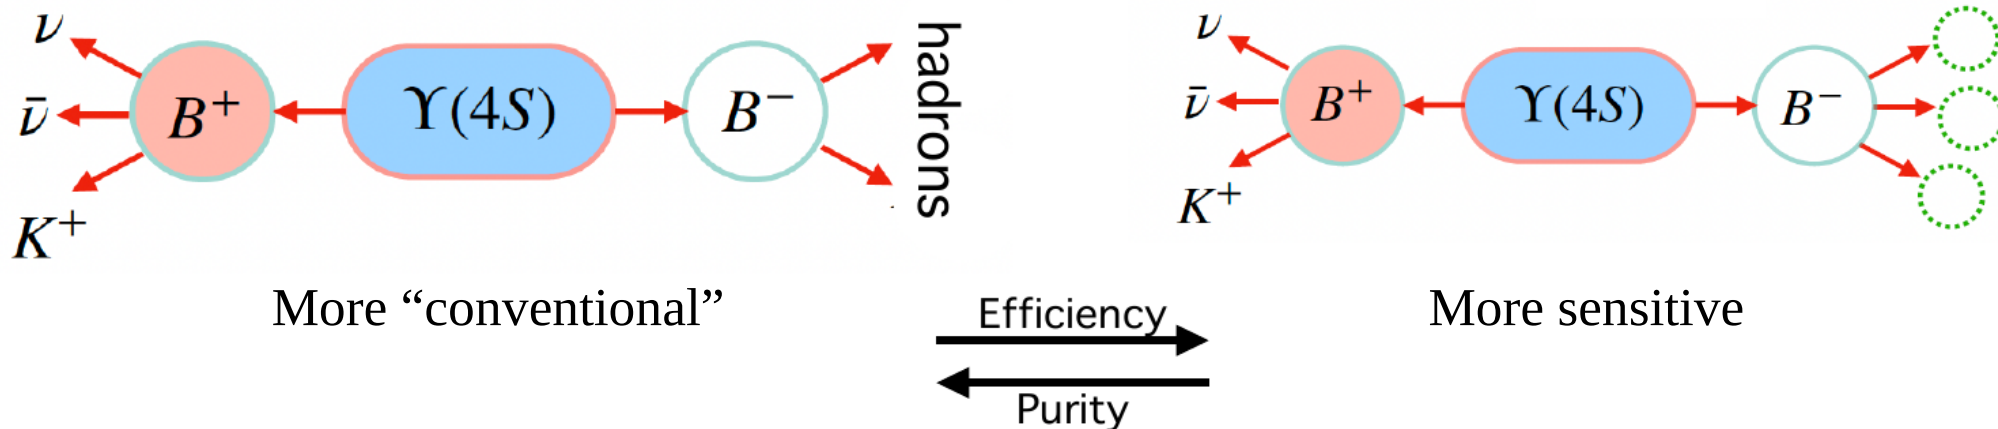 ν
ν̄
K⁺
B⁺
Υ(4S)
B⁻
hadrons
ν
ν̄
K⁺
B⁺
Υ(4S)
B⁻
More “conventional”
Efficiency
Purity
More sensitive